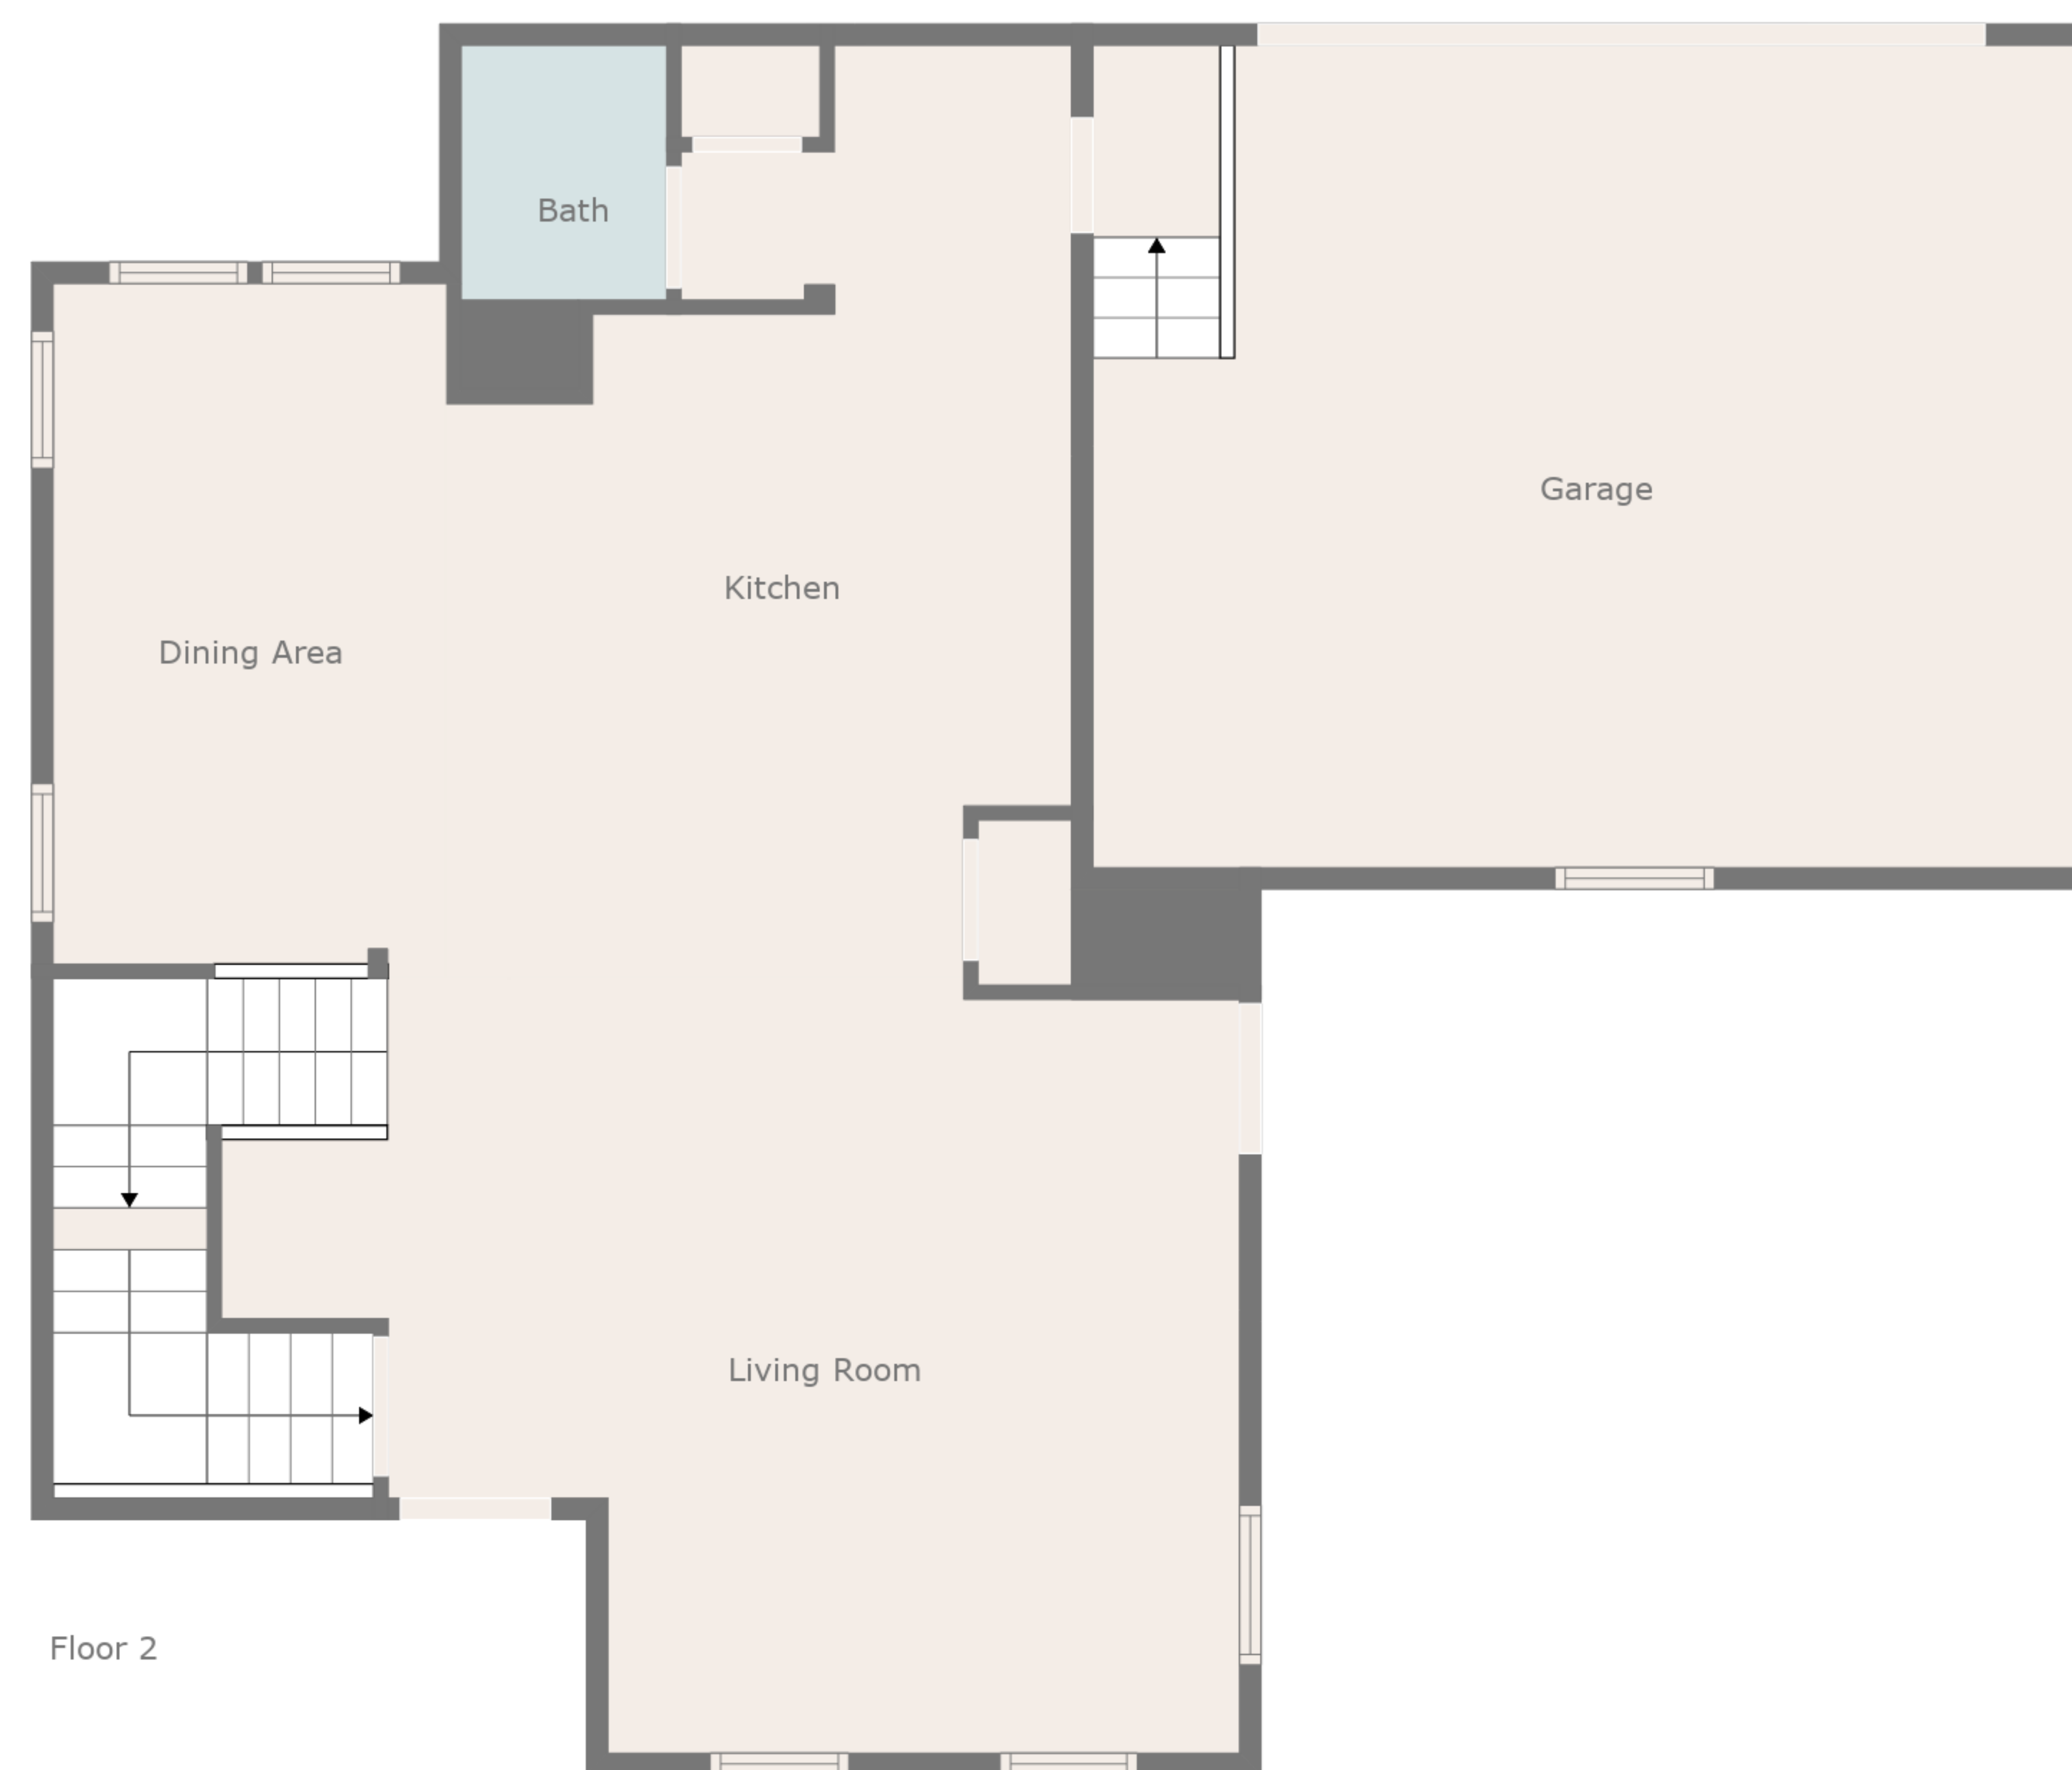 Bath
Garage
Kitchen
Dining Area
Living Room
Floor 2